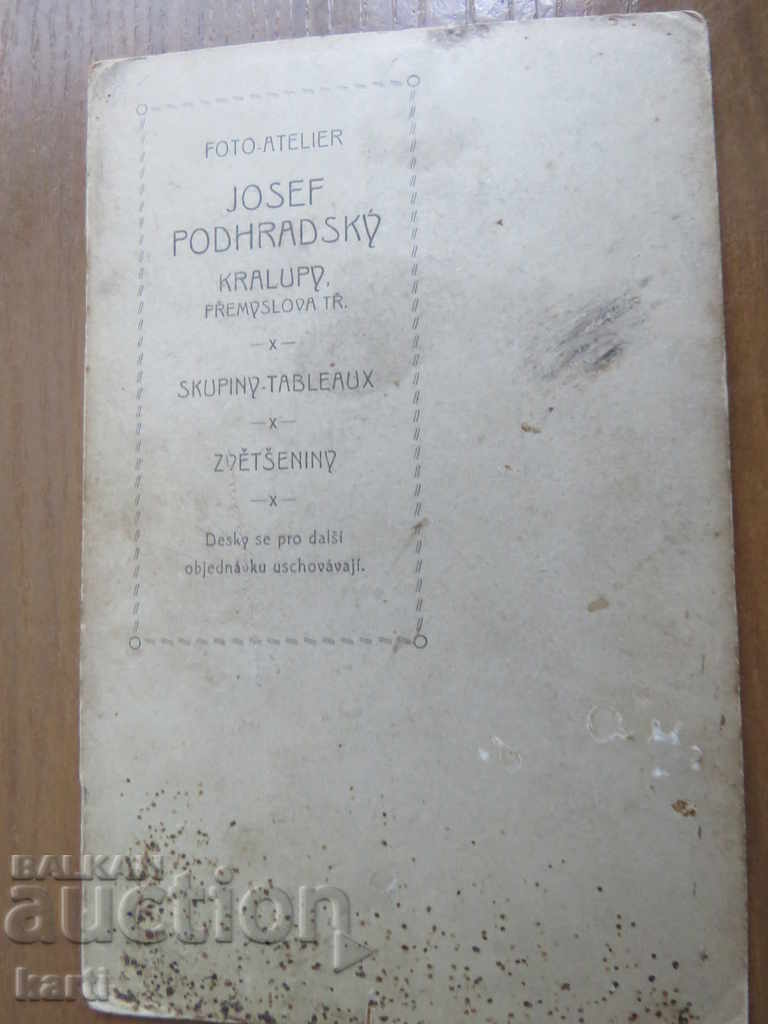 FOTO-ATELIER
JOSEF
PODHRADSKÝ
KRALUPY,
PŘEMYSLOVA TŘ.
—x—
SKUPINY-TABLEAUX
—x—
ZVĚTŠENINY
—x—
Desky se pro další
objednávku uschovávají.
BALKAN
auction
karti